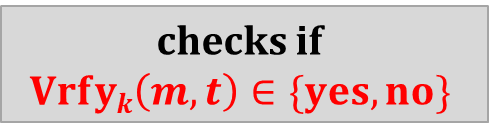 checks if
Vrfyₖ(m, t) ∈ {yes, no}